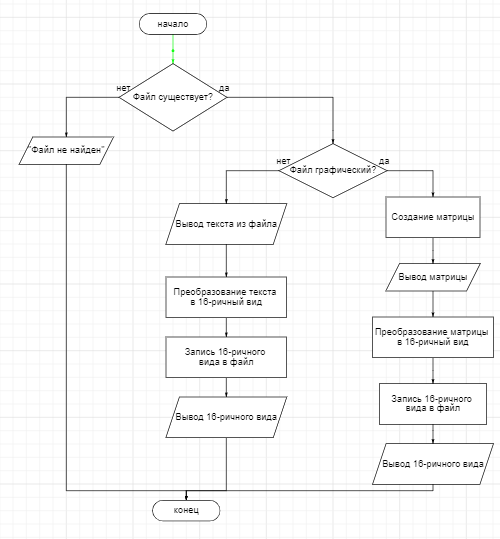 начало
нет
да
Файл существует?
"Файл не найден"
нет
да
Файл графический?
Вывод текста из файла
Преобразование текста
в 16-ричный вид
Запись 16-ричного
вида в файл
Вывод 16-ричного вида
Создание матрицы
Вывод матрицы
Преобразование матрицы
в 16-ричный вид
Запись 16-ричного
вида в файл
Вывод 16-ричного вида
конец